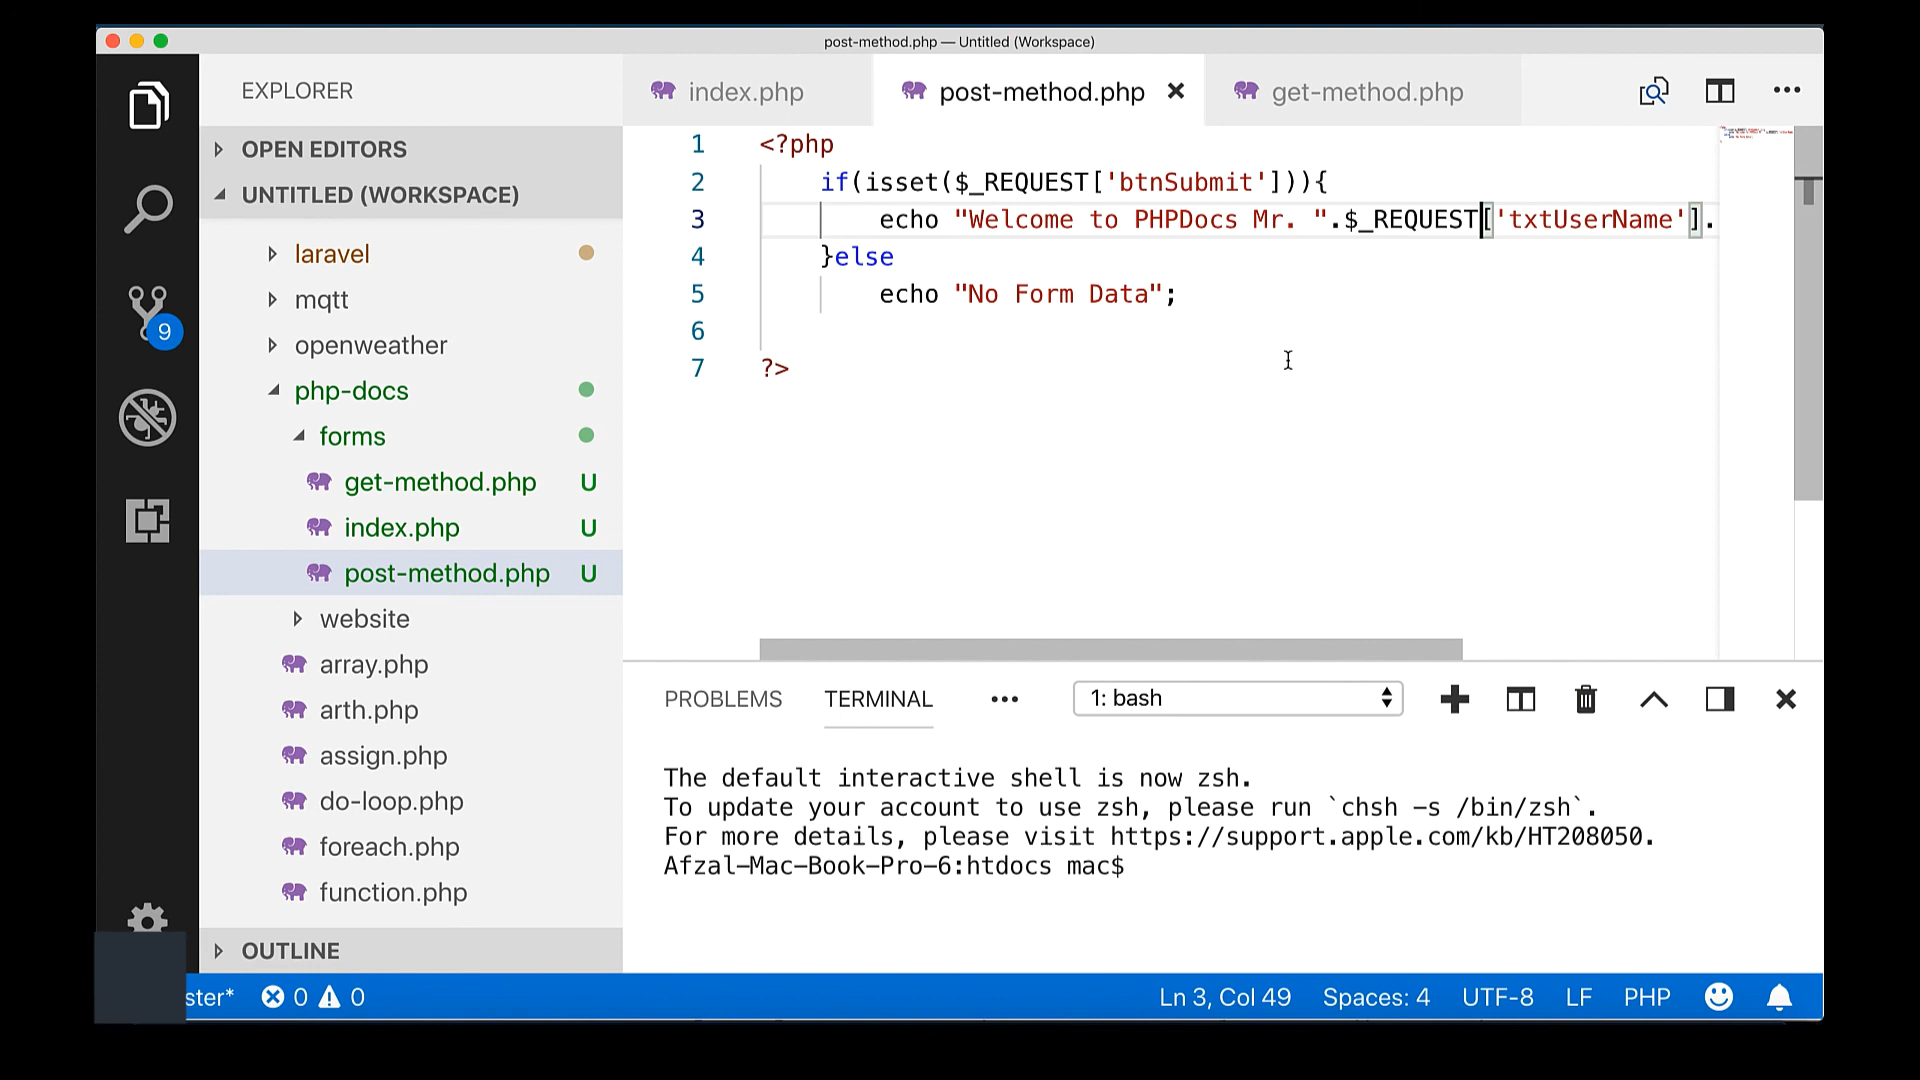 post-method.php — Untitled (Workspace)
EXPLORER
index.php
post-method.php
get-method.php
OPEN EDITORS
UNTITLED (WORKSPACE)
laravel
mqtt
openweather
php-docs
forms
get-method.php U
index.php U
post-method.php U
website
array.php
arth.php
assign.php
do-loop.php
foreach.php
function.php
OUTLINE
9
1 <?php
2 if(isset($_REQUEST['btnSubmit'])){
3 echo "Welcome to PHPDocs Mr. ".$_REQUEST['txtUserName'].
4 }else
5 echo "No Form Data";
6
7 ?>
PROBLEMS TERMINAL 1: bash
The default interactive shell is now zsh.
To update your account to use zsh, please run `chsh -s /bin/zsh`.
For more details, please visit https://support.apple.com/kb/HT208050.
Afzal-Mac-Book-Pro-6:htdocs mac$
ster* 0 0 Ln 3, Col 49 Spaces: 4 UTF-8 LF PHP